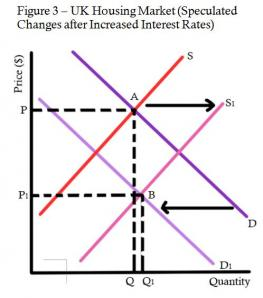 Figure 3 – UK Housing Market (Speculated
Changes after Increased Interest Rates)
Price ($)
S
A
S1
P
P1
B
D
D1
Q Q1 Quantity